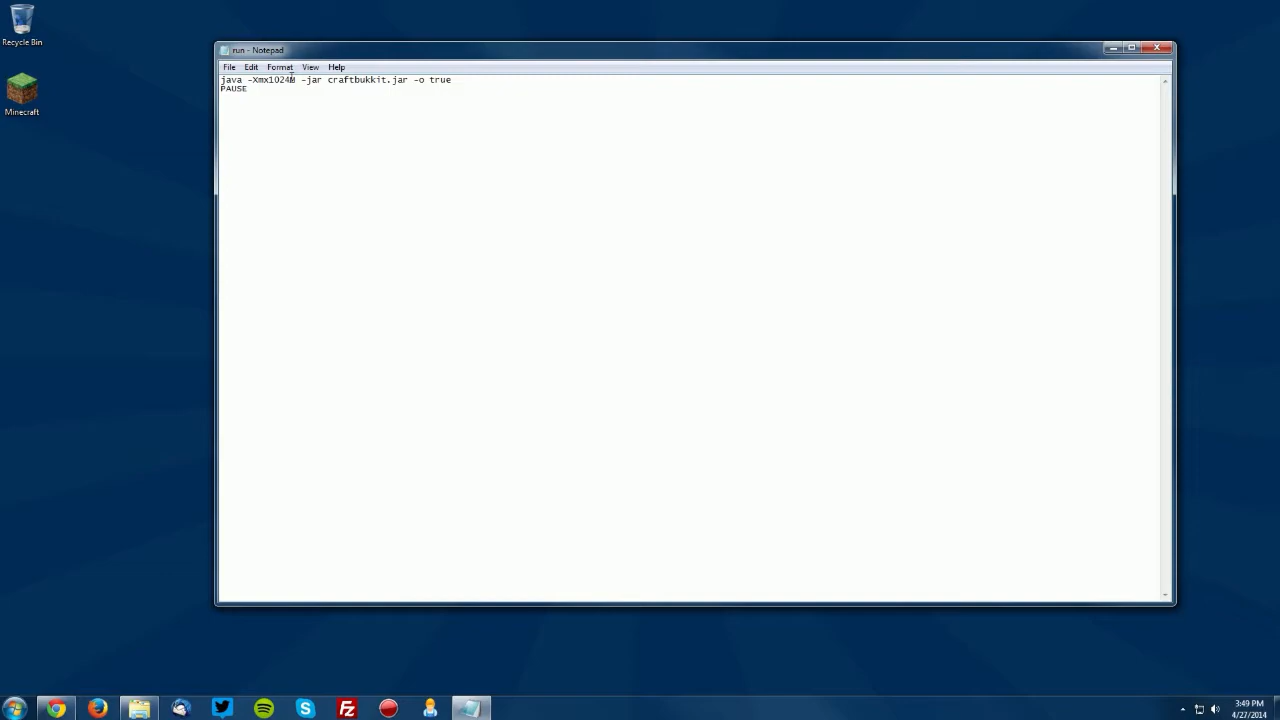 Recycle Bin
Minecraft
run - Notepad
File Edit Format View Help
java -Xmx1024M -jar craftbukkit.jar -o true
PAUSE
3:49 PM
4/27/2014